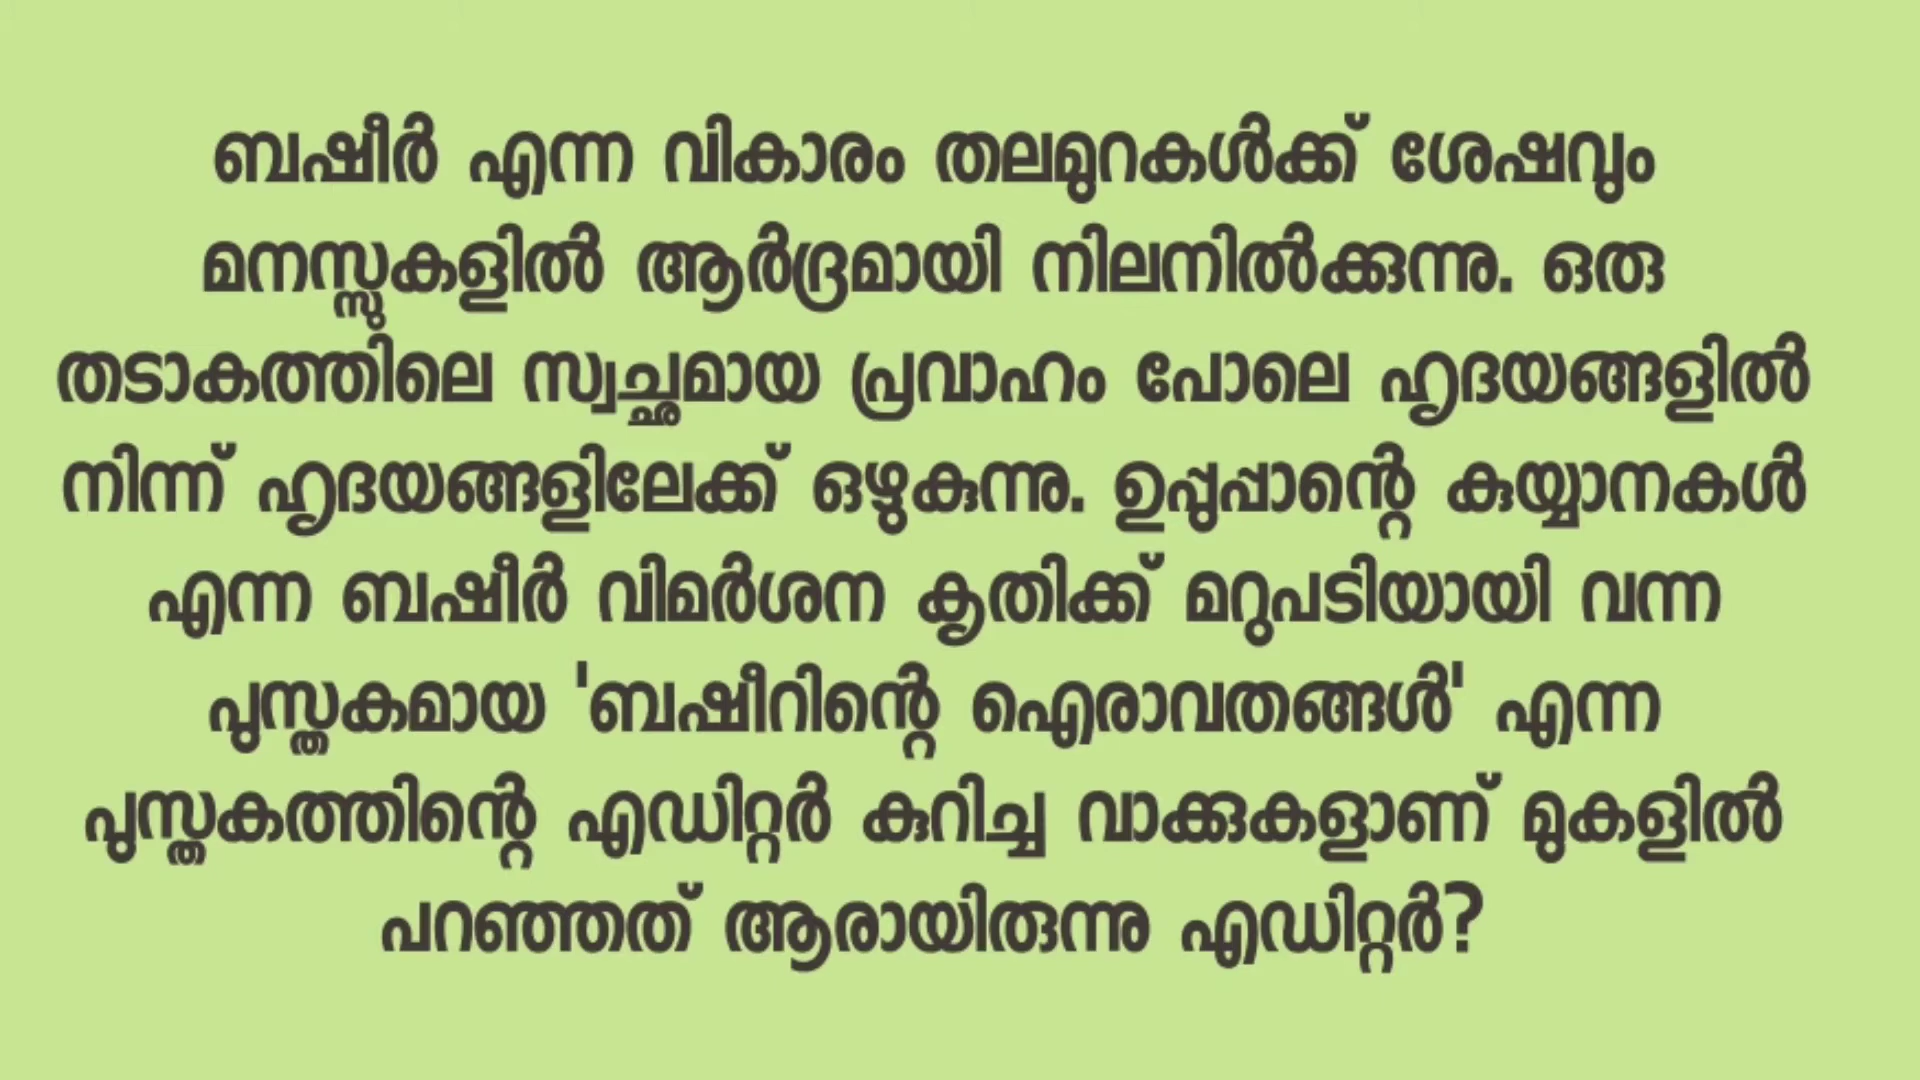 ബഷീർ എന്ന വികാരം തലമുറകൾക്ക് ശേഷവും
മനസ്സുകളിൽ ആർദ്രമായി നിലനിൽക്കുന്നു. ഒരു
തടാകത്തിലെ സ്വച്ഛമായ പ്രവാഹം പോലെ ഹൃദയങ്ങളിൽ
നിന്ന് ഹൃദയങ്ങളിലേക്ക് ഒഴുകുന്നു. ഉപ്പുപ്പാന്റെ കുയ്യാനകൾ
എന്ന ബഷീർ വിമർശന കൃതിക്ക് മറുപടിയായി വന്ന
പുസ്തകമായ 'ബഷീറിന്റെ ഐരാവതങ്ങൾ' എന്ന
പുസ്തകത്തിന്റെ എഡിറ്റർ കുറിച്ച വാക്കുകളാണ് മുകളിൽ
പറഞ്ഞത് ആരായിരുന്നു എഡിറ്റർ?